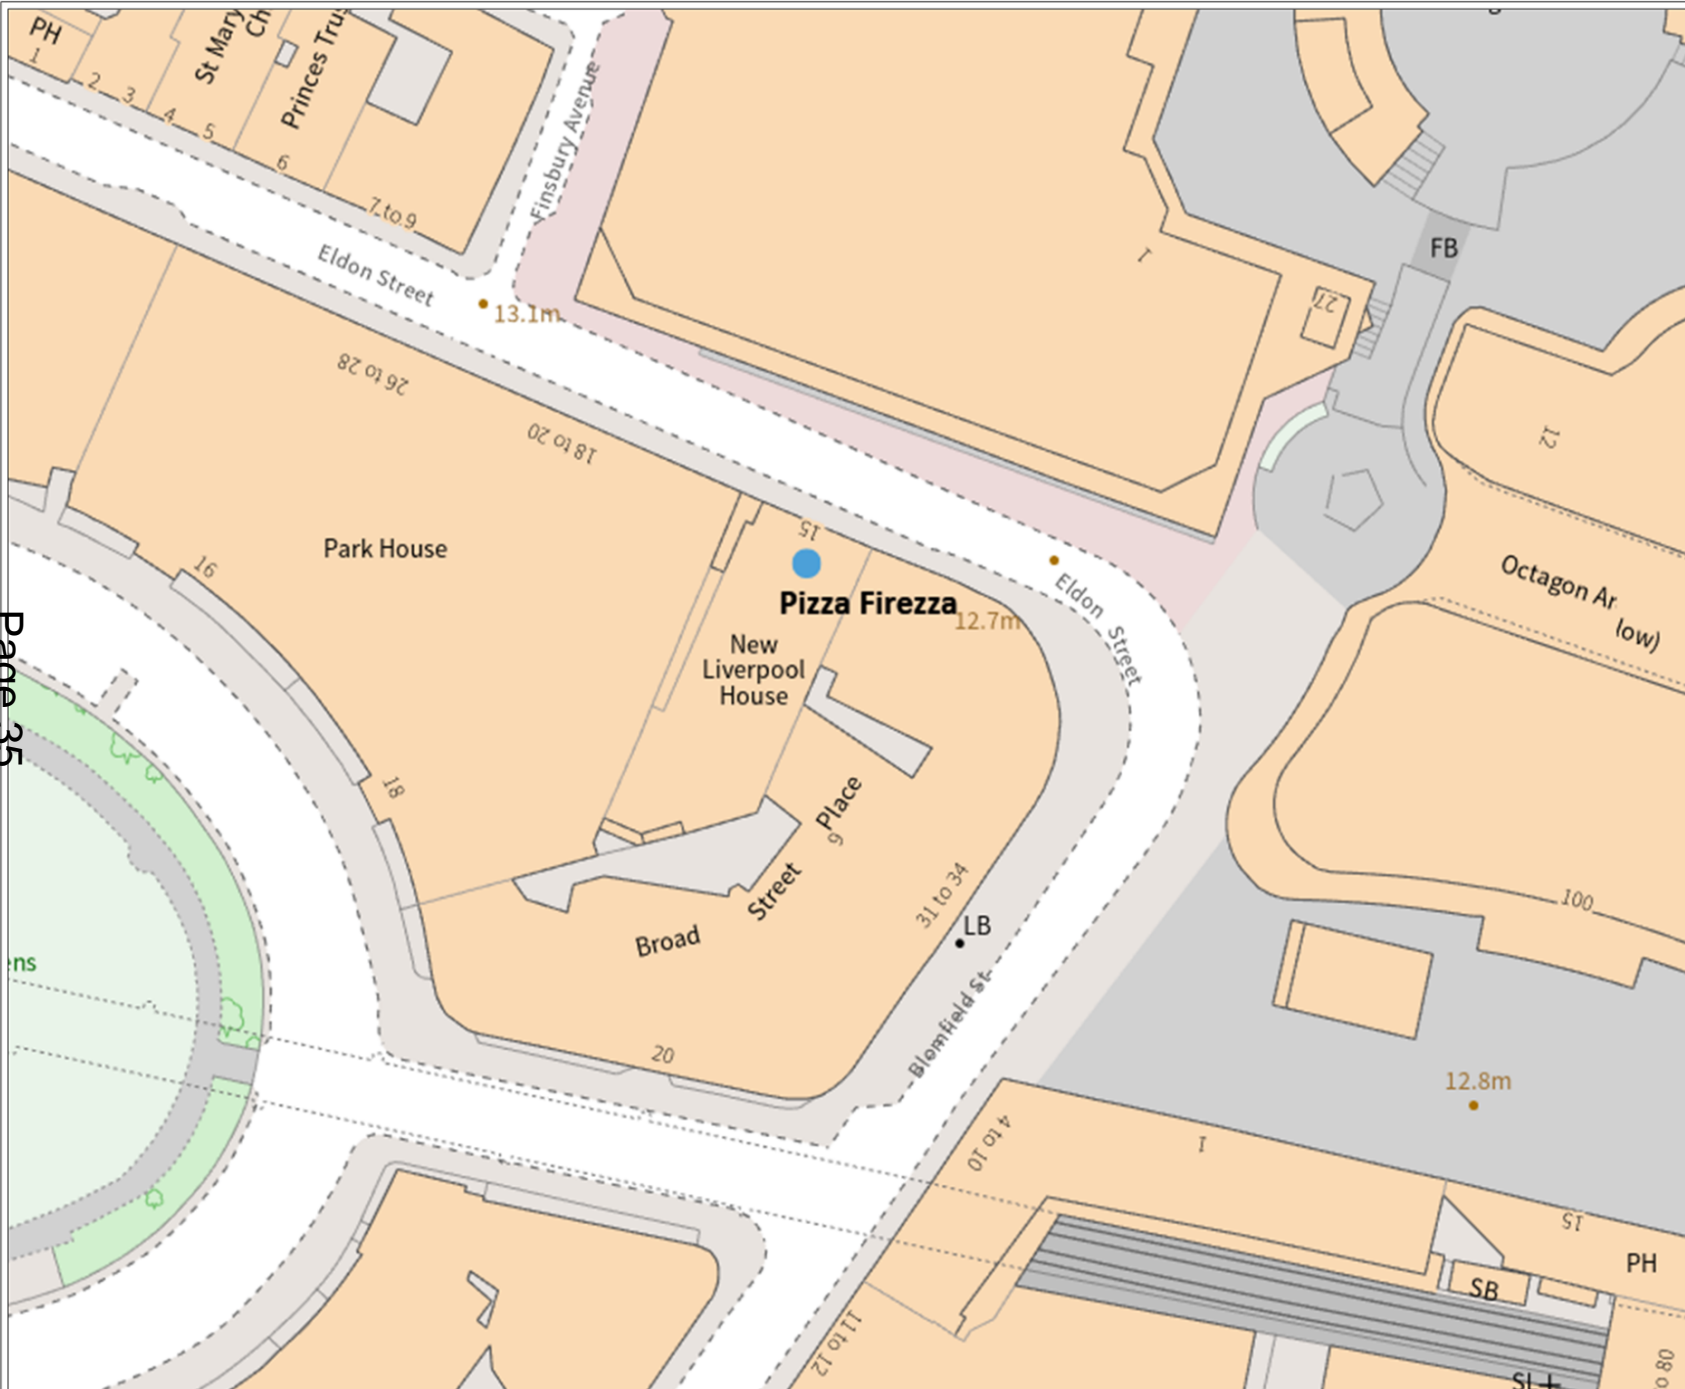 PH
1
2
3
4
5
6
7 to 9
St Mary
Ch
Princes Trus
Finsbury Avenue
Eldon Street
13.1m
26 to 28
18 to 20
1
27
FB
12
Park House
16
15
Pizza Firezza
12.7m
New
Liverpool
House
Eldon Street
Octagon Ar
low)
Page 35
18
Place
6
Street
Broad
31 to 34
LB
Blomfield St
100
ens
20
12.8m
4 to 10
1
15
PH
SB
11 to 12
80